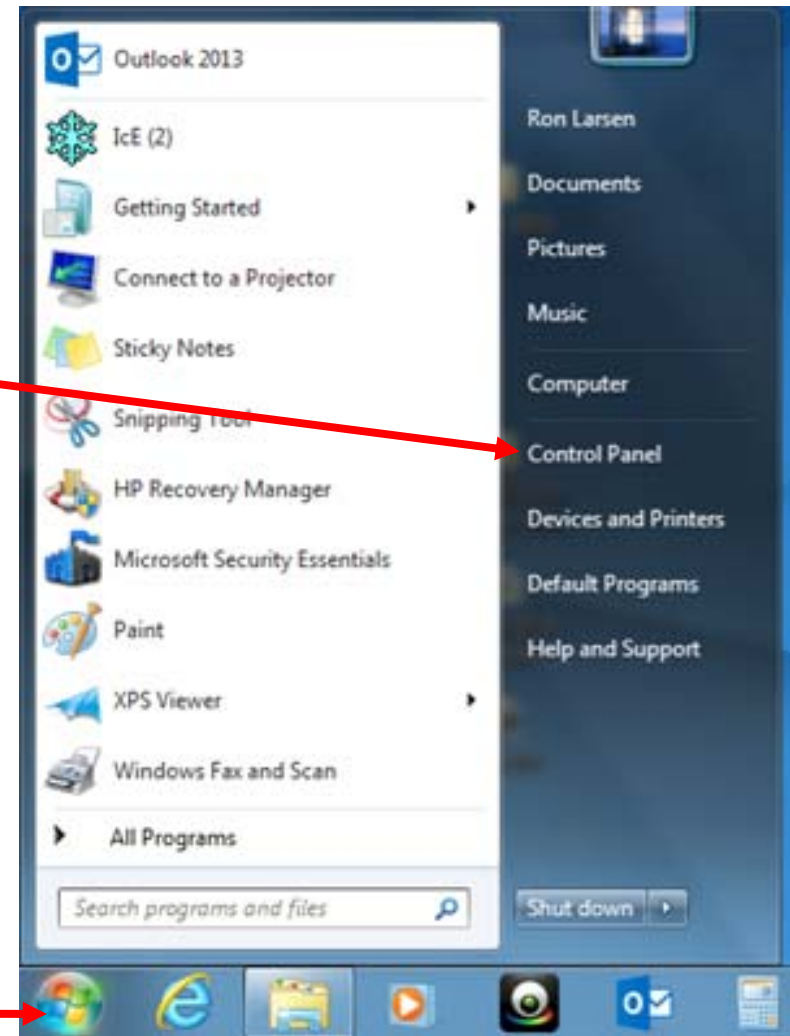 Outlook 2013
IcE (2)
Getting Started
Connect to a Projector
Sticky Notes
Snipping Tool
HP Recovery Manager
Microsoft Security Essentials
Paint
XPS Viewer
Windows Fax and Scan
All Programs
Search programs and files
Ron Larsen
Documents
Pictures
Music
Computer
Control Panel
Devices and Printers
Default Programs
Help and Support
Shut down